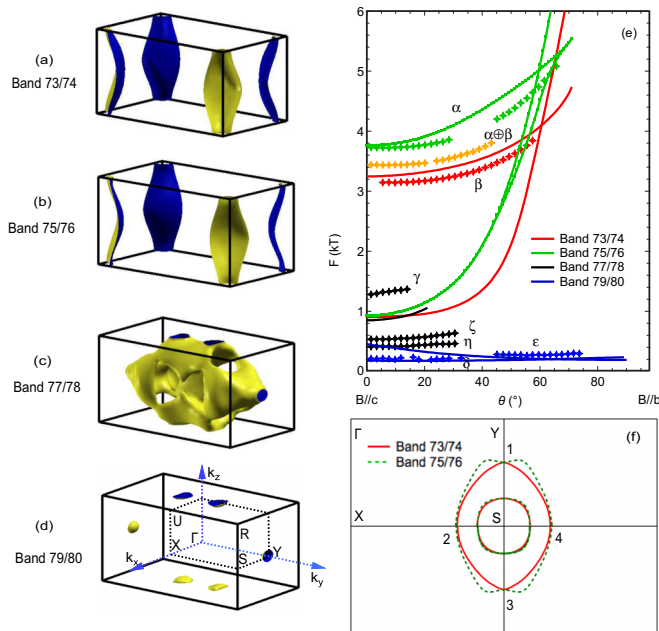 (a)
Band 73/74
(b)
Band 75/76
(c)
Band 77/78
(d)
Band 79/80
k_z
U
R
Γ
X
Y
S
k_x
k_y
(e)
F (kT)
6
5
4
3
2
1
0
α
α⊕β
β
γ
ζ
η
ε
δ
Band 73/74
Band 75/76
Band 77/78
Band 79/80
0 20 40 60 80
B//c θ (°) B//b
(f)
Γ Y
Band 73/74
Band 75/76
1
S
X
2 4
3